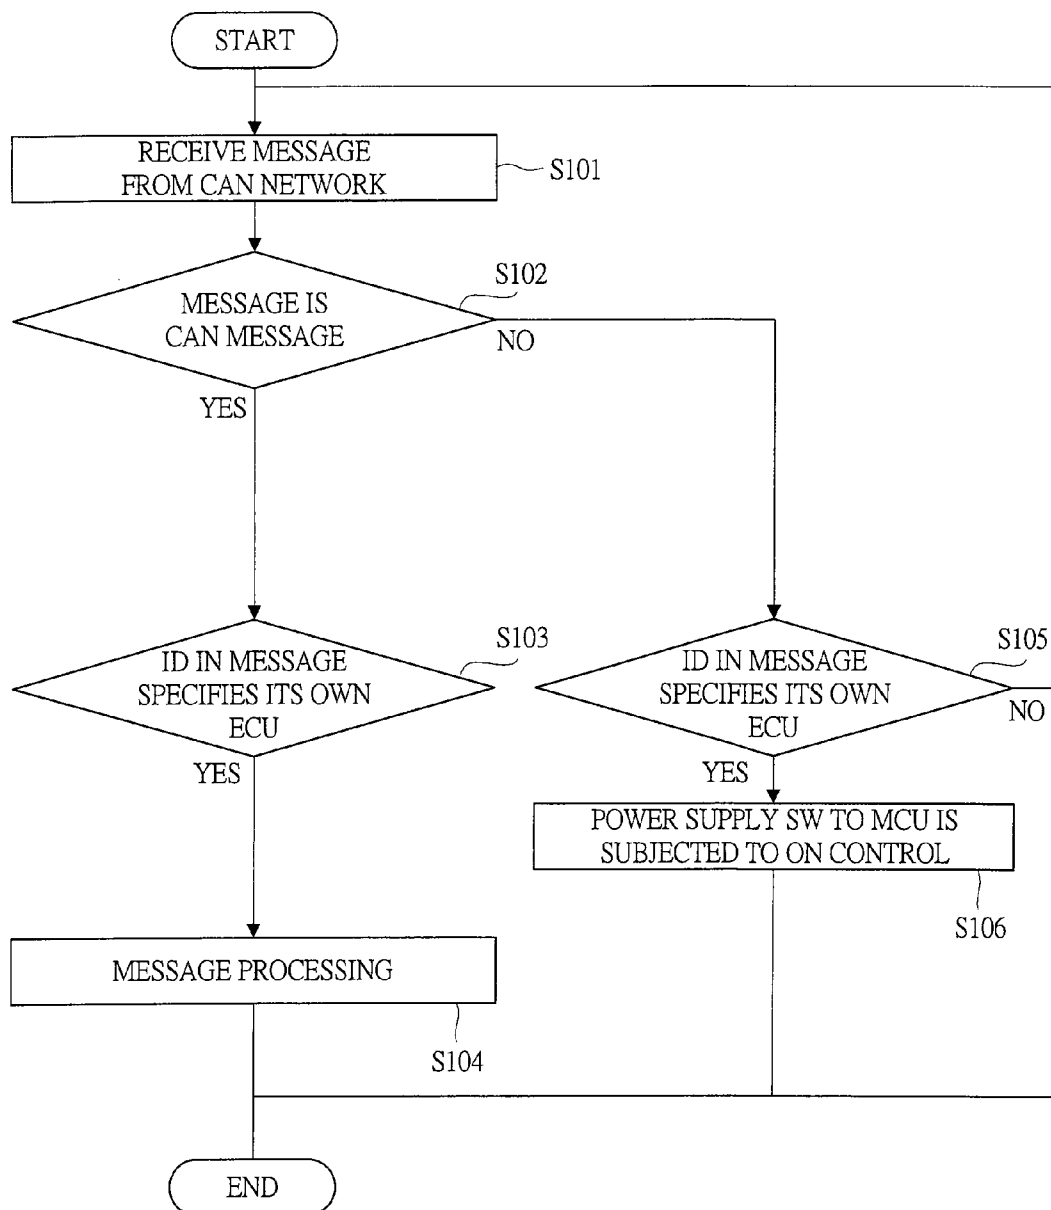 START
RECEIVE MESSAGE
FROM CAN NETWORK
S101
S102
MESSAGE IS
CAN MESSAGE
NO
YES
S103
ID IN MESSAGE
SPECIFIES ITS OWN
ECU
YES
S105
ID IN MESSAGE
SPECIFIES ITS OWN
ECU
NO
YES
POWER SUPPLY SW TO MCU IS
SUBJECTED TO ON CONTROL
S106
MESSAGE PROCESSING
S104
END